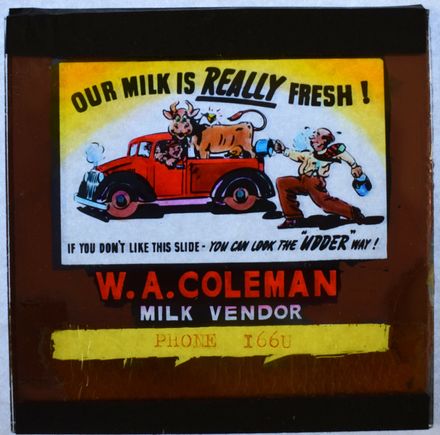 OUR MILK IS REALLY FRESH!
IF YOU DON'T LIKE THIS SLIDE - YOU CAN LOOK THE "UDDER" WAY!
W. A. COLEMAN
MILK VENDOR
PHONE 166U